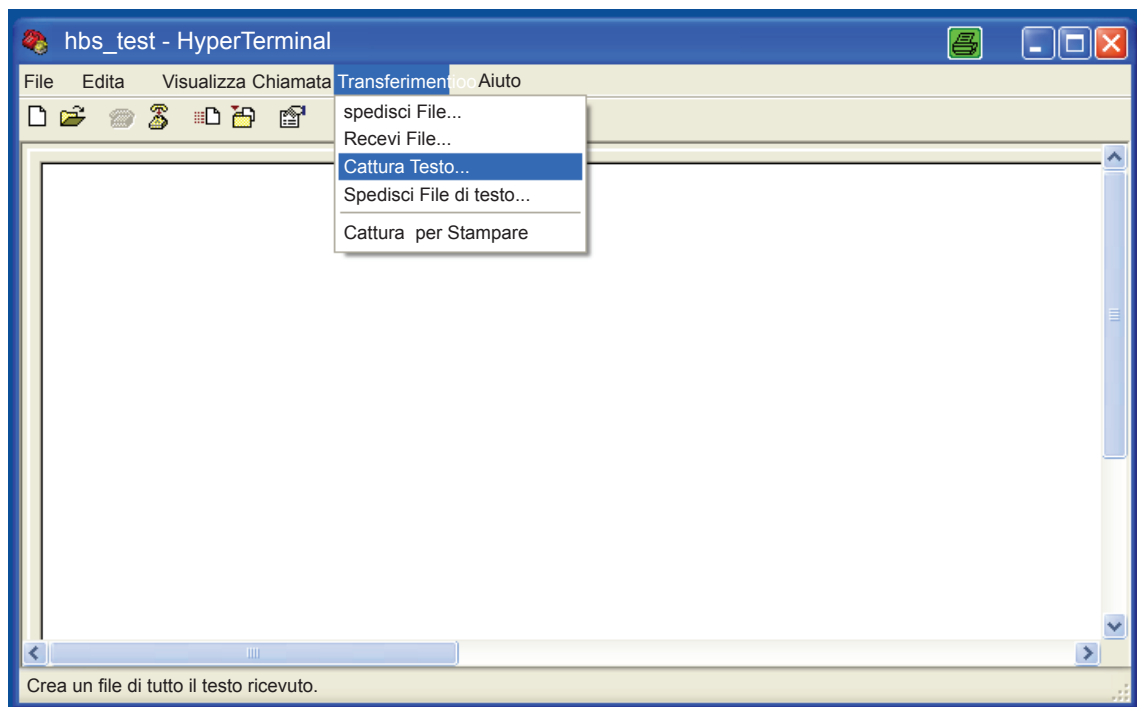 hbs_test - HyperTerminal
File Edita Visualizza Chiamata Transferimentioo Aiuto
spedisci File...
Recevi File...
Cattura Testo...
Spedisci File di testo...
Cattura per Stampare
Crea un file di tutto il testo ricevuto.